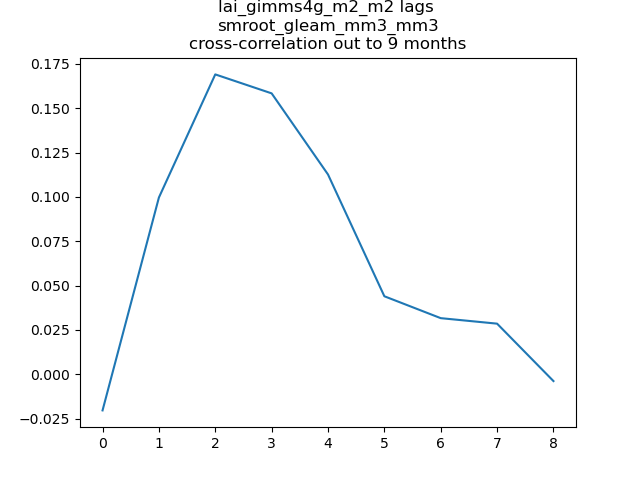 lai_gimms4g_m2_m2 lags
smroot_gleam_mm3_mm3
cross-correlation out to 9 months
0.175
0.150
0.125
0.100
0.075
0.050
0.025
0.000
−0.025
0 1 2 3 4 5 6 7 8